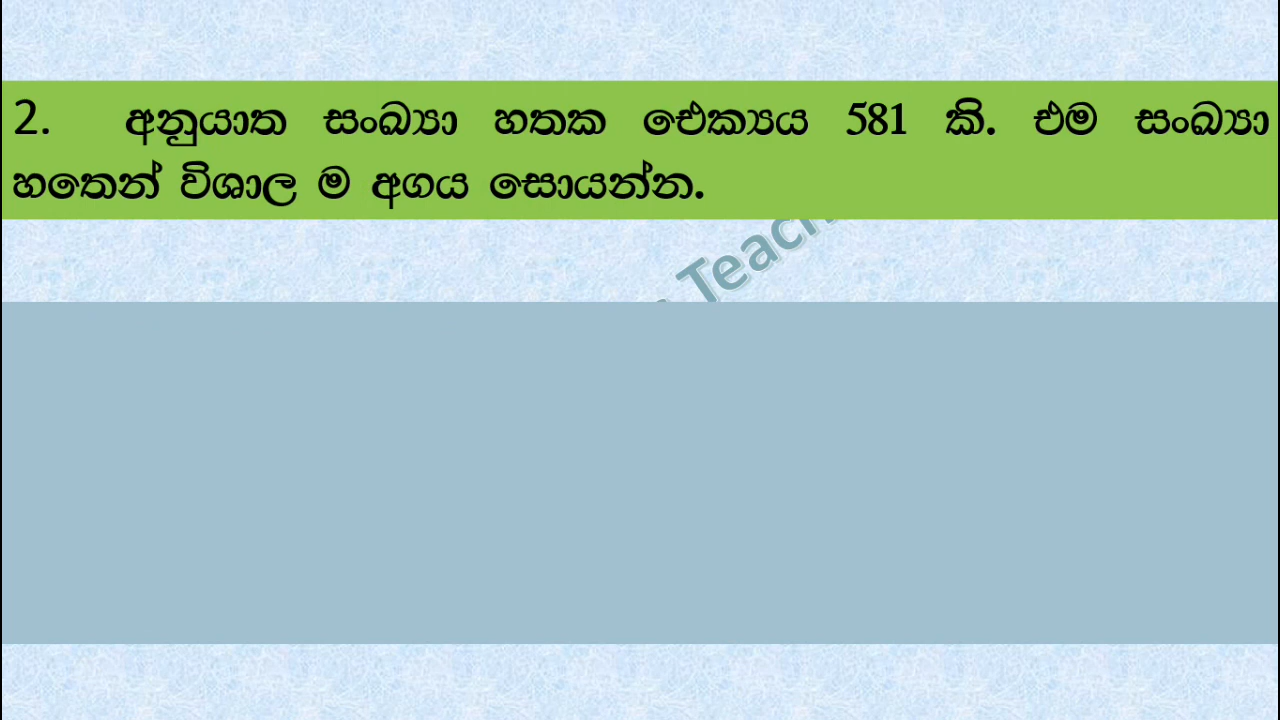 2. අනුයාත සංඛ්‍යා හතක ඓක්‍යය 581 කි. එම සංඛ්‍යා
හතෙන් විශාල ම අගය සොයන්න.